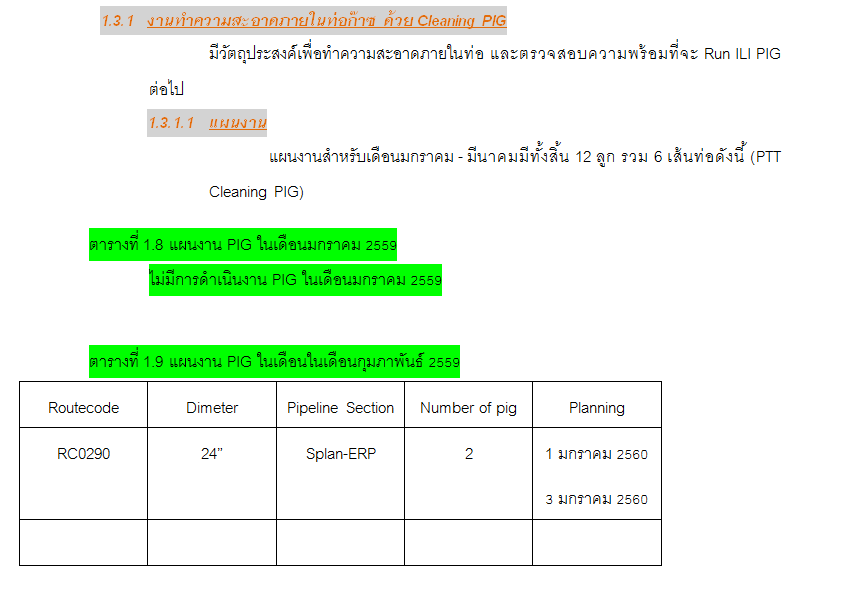 1.3.1 งานทำความสะอาดภายในท่อก๊าซ ด้วย Cleaning PIG
มีวัตถุประสงค์เพื่อทำความสะอาดภายในท่อ และตรวจสอบความพร้อมที่จะ Run ILI PIG
ต่อไป
1.3.1.1 แผนงาน
แผนงานสำหรับเดือนมกราคม - มีนาคมมีทั้งสิ้น 12 ลูก รวม 6 เส้นท่อดังนี้ (PTT
Cleaning PIG)
ตารางที่ 1.8 แผนงาน PIG ในเดือนมกราคม 2559
ไม่มีการดำเนินงาน PIG ในเดือนมกราคม 2559
ตารางที่ 1.9 แผนงาน PIG ในเดือนในเดือนกุมภาพันธ์ 2559
Routecode Dimeter Pipeline Section Number of pig Planning
RC0290 24” Splan-ERP 2 1 มกราคม 2560
3 มกราคม 2560